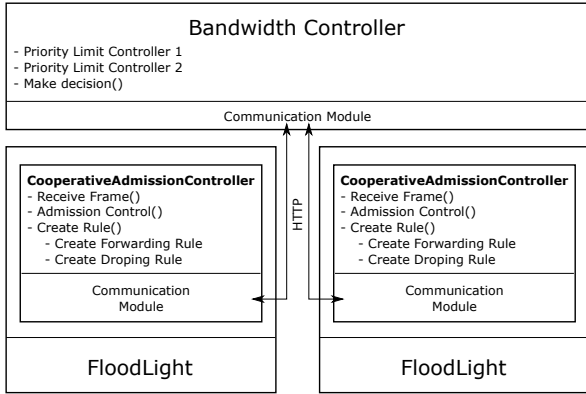 Bandwidth Controller
- Priority Limit Controller 1
- Priority Limit Controller 2
- Make decision()
Communication Module
CooperativeAdmissionController
- Receive Frame()
- Admission Control()
- Create Rule()
- Create Forwarding Rule
- Create Droping Rule
Communication
Module
FloodLight
HTTP
CooperativeAdmissionController
- Receive Frame()
- Admission Control()
- Create Rule()
- Create Forwarding Rule
- Create Droping Rule
Communication
Module
FloodLight